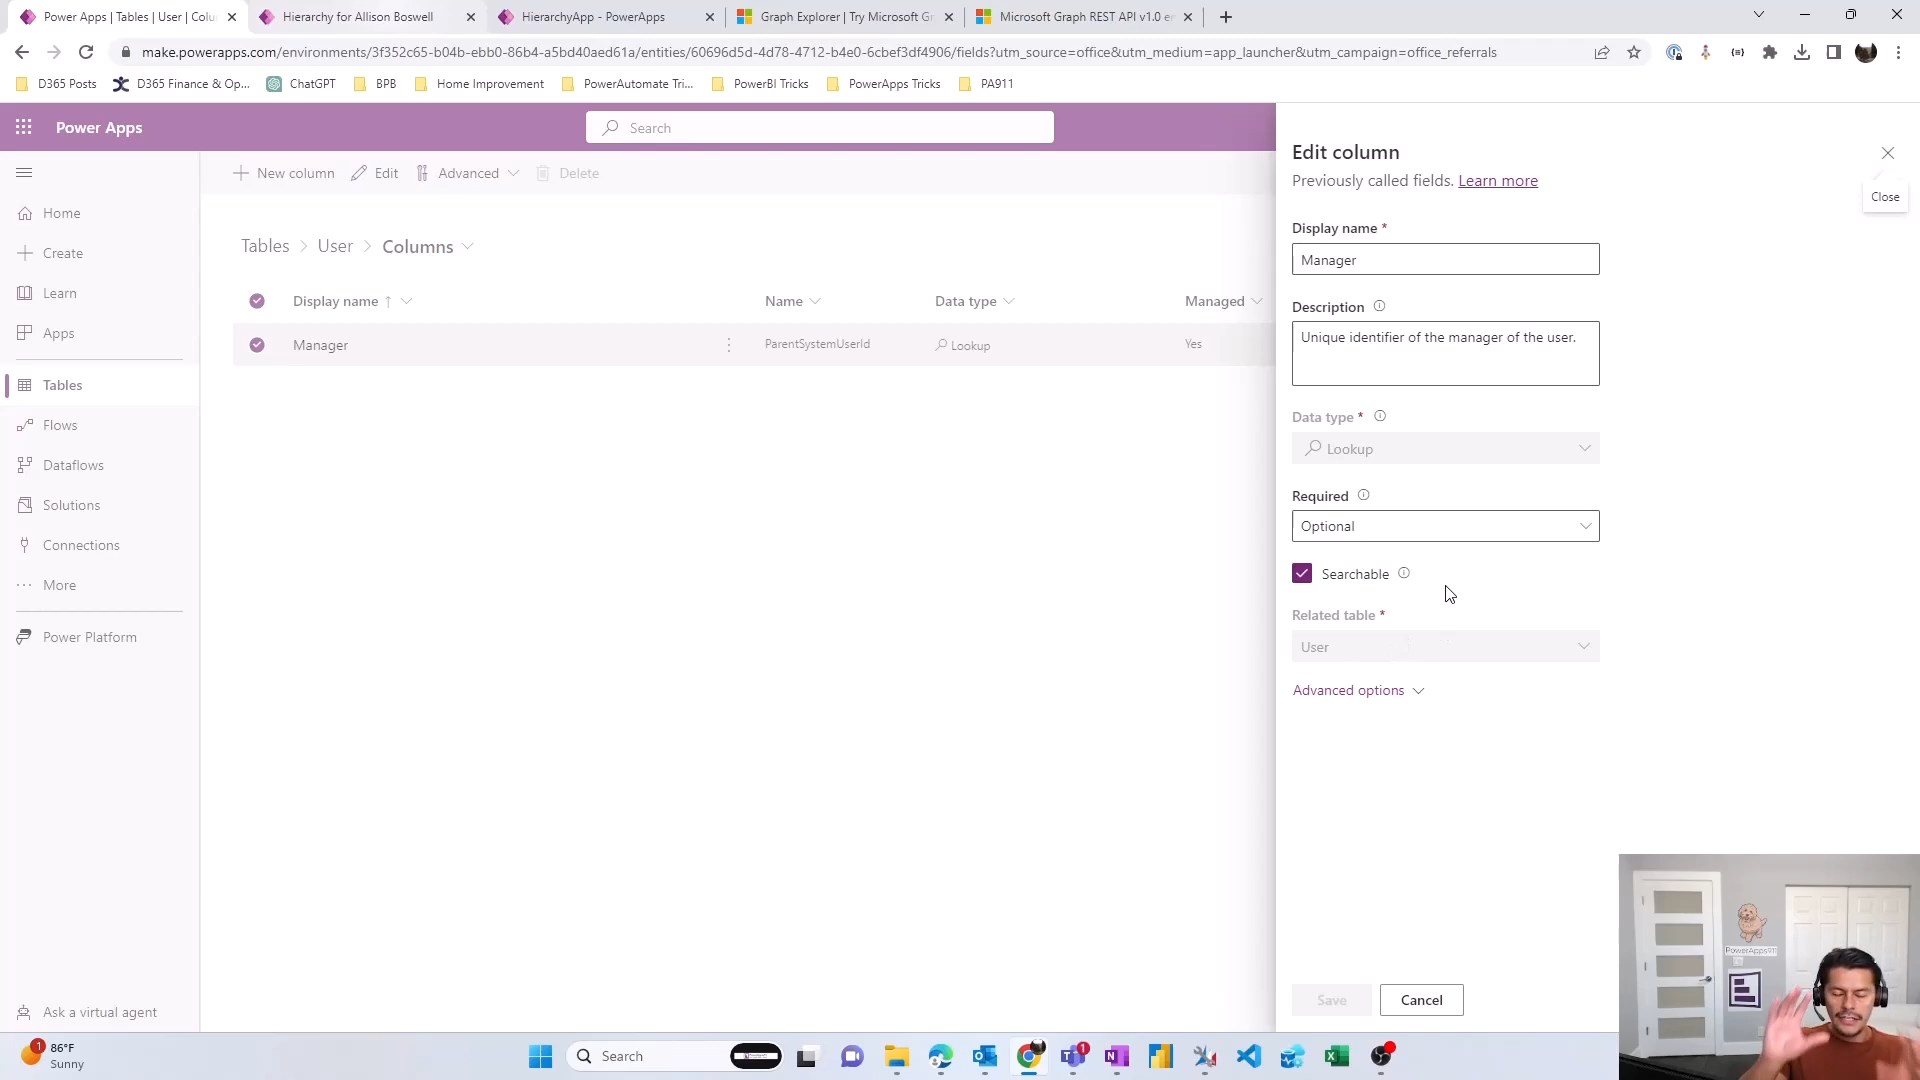 Power Apps | Tables | User | Colu
Hierarchy for Allison Boswell
HierarchyApp - PowerApps
Graph Explorer | Try Microsoft Gr
Microsoft Graph REST API v1.0 e
make.powerapps.com/environments/3f352c65-b04b-ebb0-86b4-a5bd40aed61a/entities/60696d5d-4d78-4712-b4e0-6cbef3df4906/fields?utm_source=office&utm_medium=app_launcher&utm_campaign=office_referrals
D365 Posts
D365 Finance & Op...
ChatGPT
BPB
Home Improvement
PowerAutomate Tri...
PowerBI Tricks
PowerApps Tricks
PA911
Power Apps
Search
New column
Edit
Advanced
Delete
Home
Create
Learn
Apps
Tables
Flows
Dataflows
Solutions
Connections
More
Power Platform
Ask a virtual agent
Tables > User > Columns
Display name ↑
Name
Data type
Managed
Manager
ParentSystemUserId
Lookup
Yes
Edit column
Previously called fields. Learn more
Close
Display name *
Manager
Description
Unique identifier of the manager of the user.
Data type *
Lookup
Required
Optional
Searchable
Related table *
User
Advanced options
Save
Cancel
PowerApps911
1
86°F
Sunny
Search
1